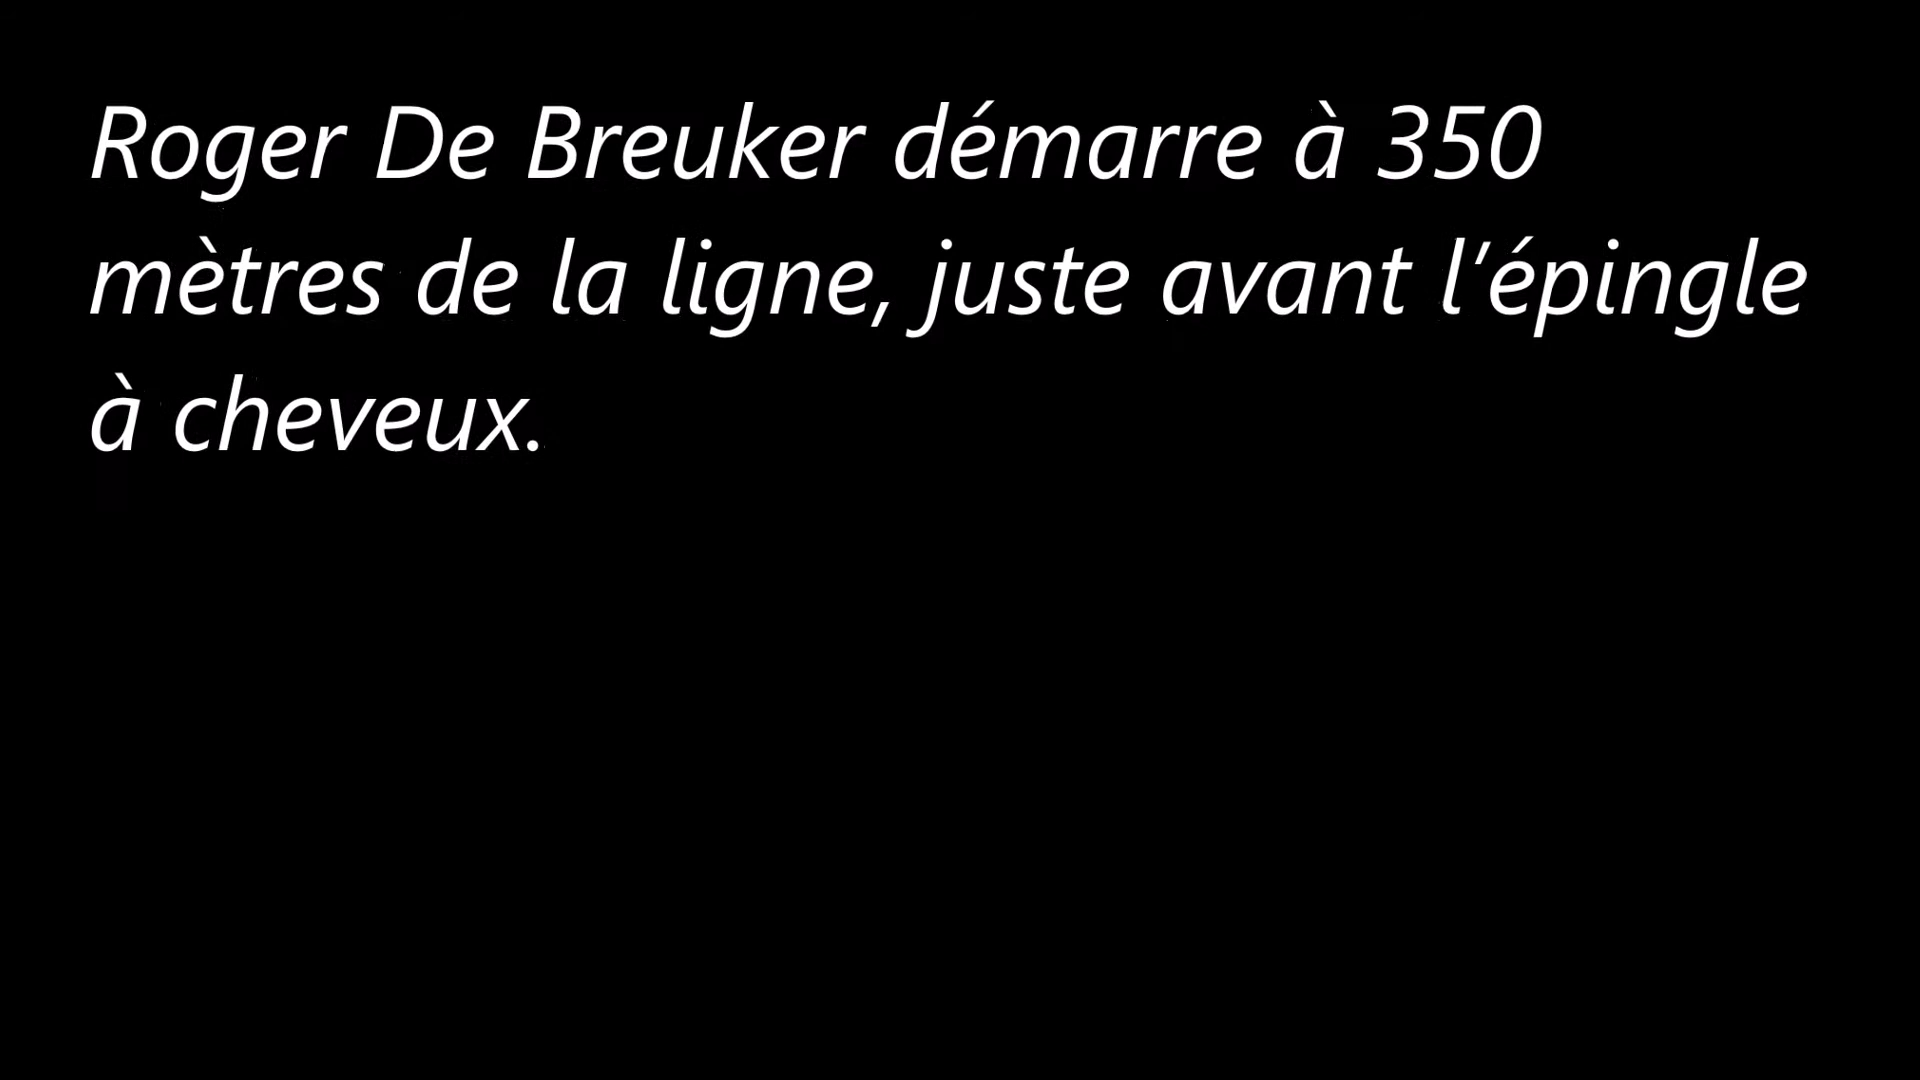 Roger De Breuker démarre à 350
mètres de la ligne, juste avant l’épingle
à cheveux.